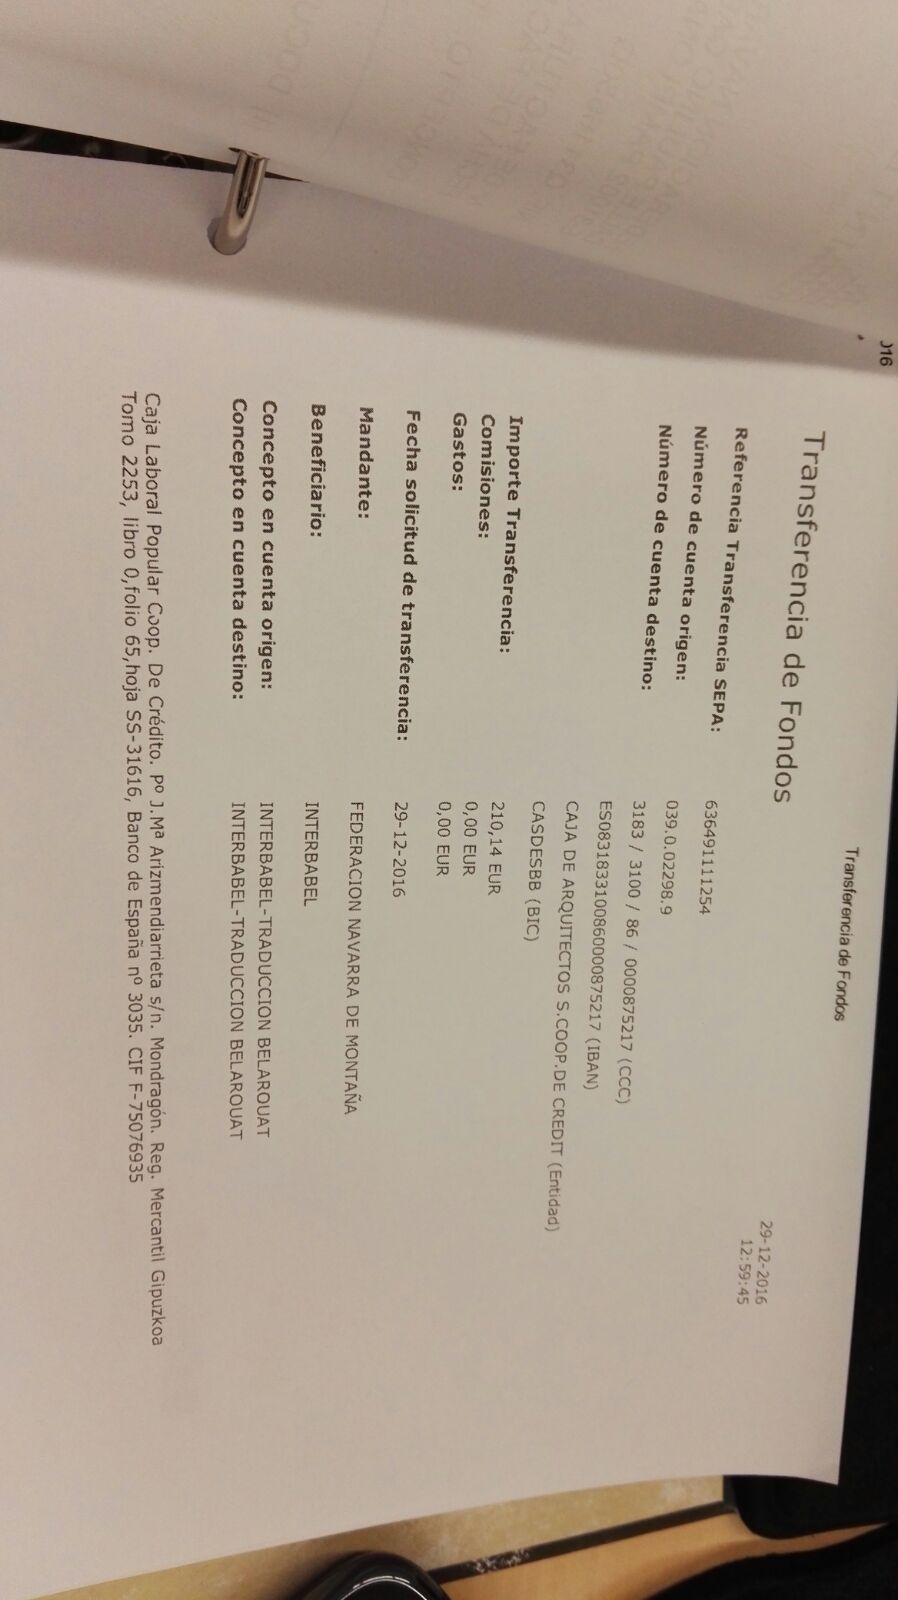 016
Transferencia de Fondos
Transferencia de Fondos
29-12-2016
12:59:45
Referencia Transferencia SEPA: 636491111254
Número de cuenta origen: 039.0.02298.9
Número de cuenta destino: 3183 / 3100 / 86 / 0000875217 (CCC)
ES0831833100860000875217 (IBAN)
CAJA DE ARQUITECTOS S.COOP.DE CREDIT (Entidad)
CASDESBB (BIC)
Importe Transferencia: 210,14 EUR
Comisiones: 0,00 EUR
Gastos: 0,00 EUR
Fecha solicitud de transferencia: 29-12-2016
Mandante: FEDERACION NAVARRA DE MONTAÑA
Beneficiario: INTERBABEL
Concepto en cuenta origen: INTERBABEL-TRADUCCION BELAROUAT
Concepto en cuenta destino: INTERBABEL-TRADUCCION BELAROUAT
Caja Laboral Popular Coop. De Crédito. Pº J.Mª Arizmendiarrieta s/n. Mondragón. Reg. Mercantil Gipuzkoa
Tomo 2253, libro 0,folio 65,hoja SS-31616, Banco de España nº 3035. CIF F-75076935